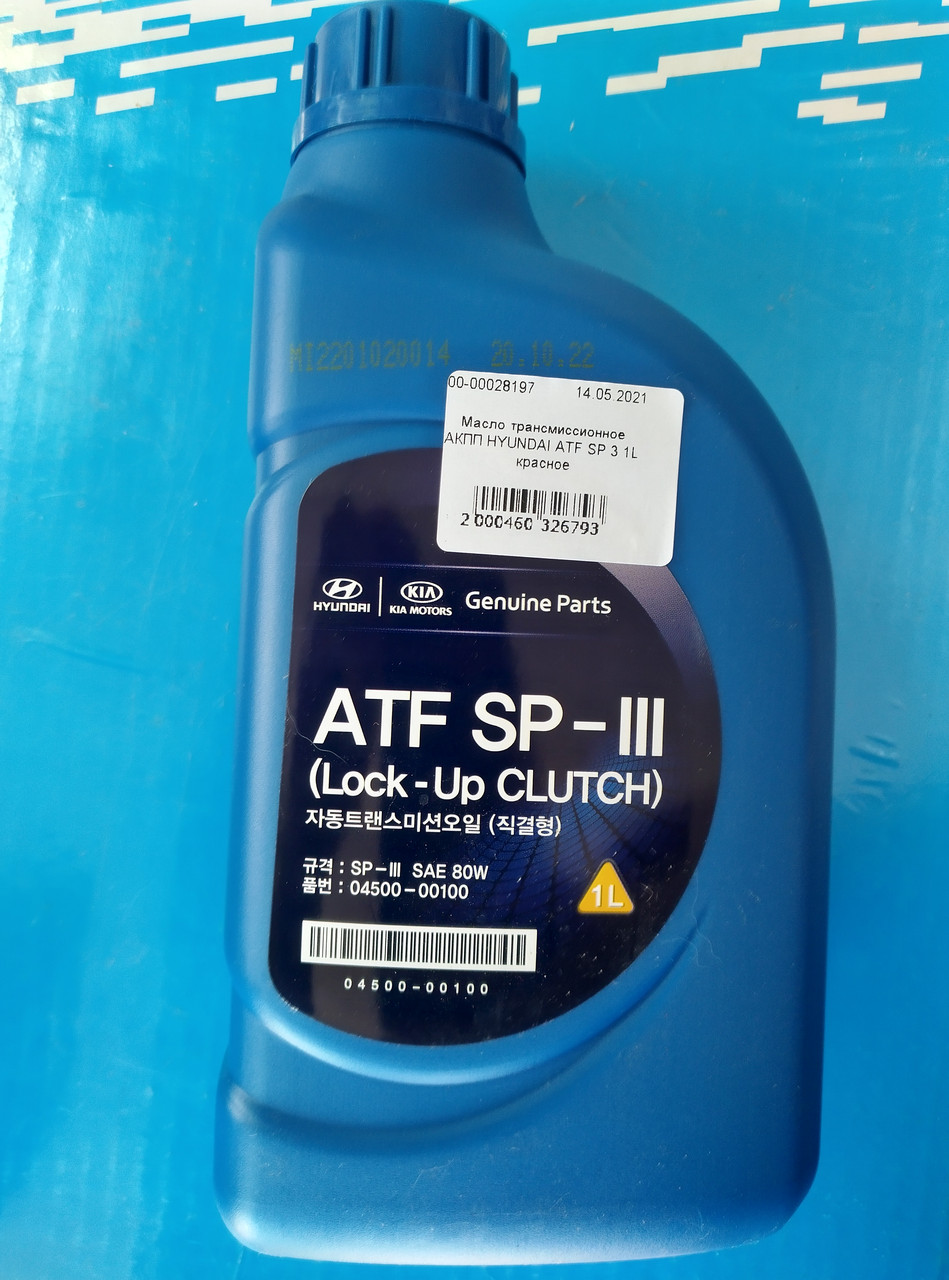 MI2201020014 20.10.22
00-00028197 14.05.2021
Масло трансмиссионное
АКПП HYUNDAI ATF SP 3 1L
красное
2 000460 326793
HYUNDAI KIA KIA MOTORS Genuine Parts
ATF SP-III
(Lock-Up CLUTCH)
자동트랜스미션오일 (직결형)
규격 : SP-III SAE 80W
품번 : 04500-00100
1L
04500-00100